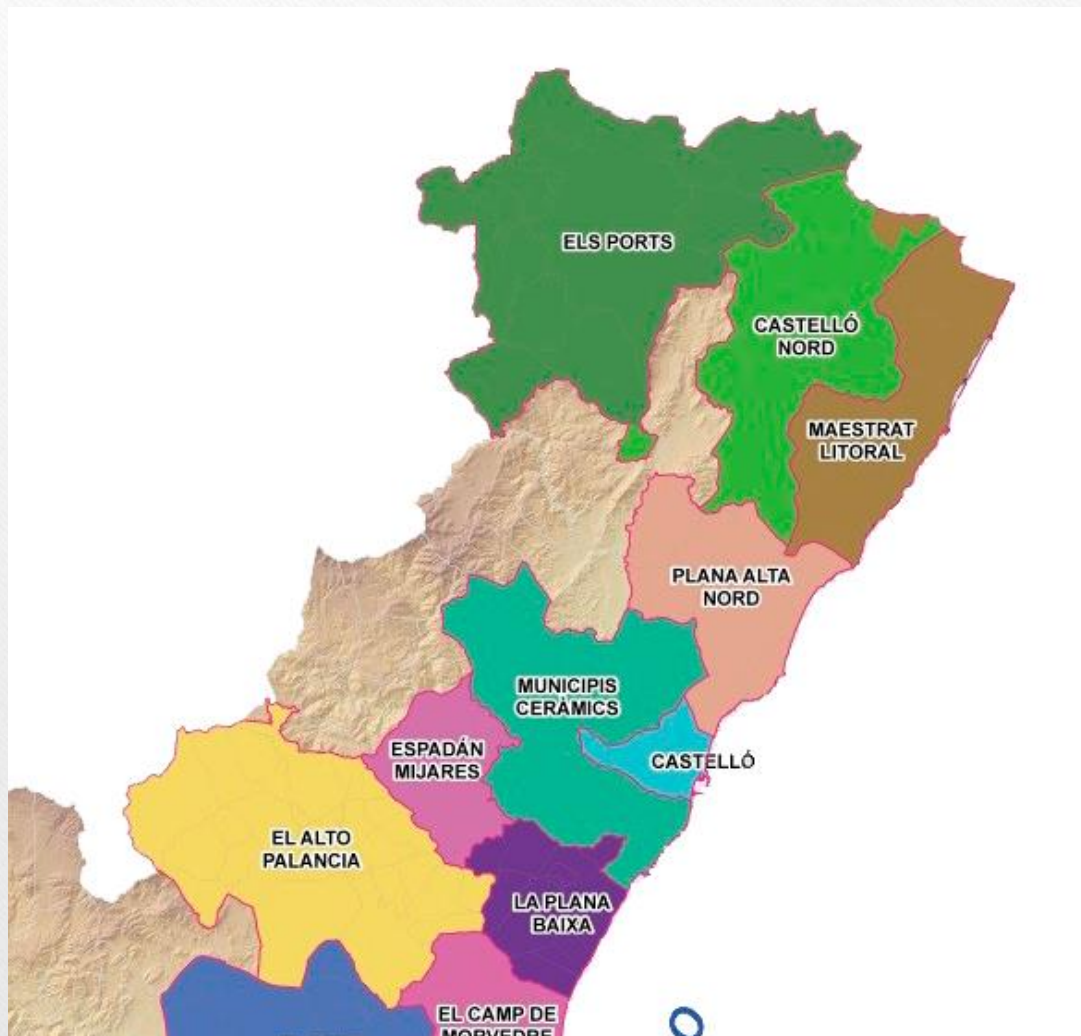 ELS PORTS
CASTELLÓ
NORD
MAESTRAT
LITORAL
PLANA ALTA
NORD
MUNICIPIS
CERÀMICS
ESPADÁN
MIJARES
CASTELLÓ
EL ALTO
PALANCIA
LA PLANA
BAIXA
EL CAMP DE
MORVEDRE